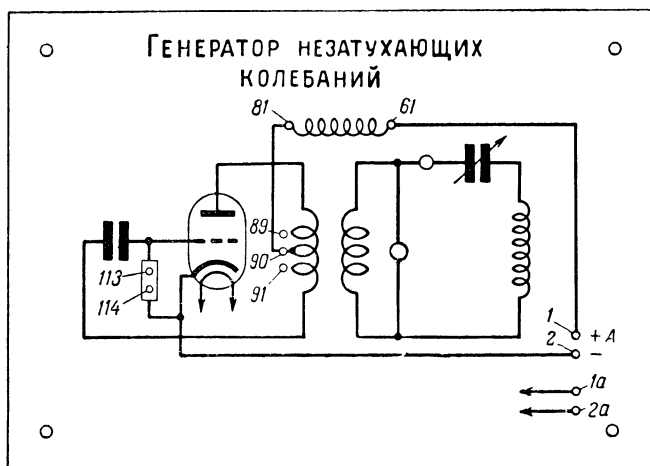 Генератор незатухающих
колебаний
81 61
89
90
91
113
114
1 + А
2 −
1а
2а